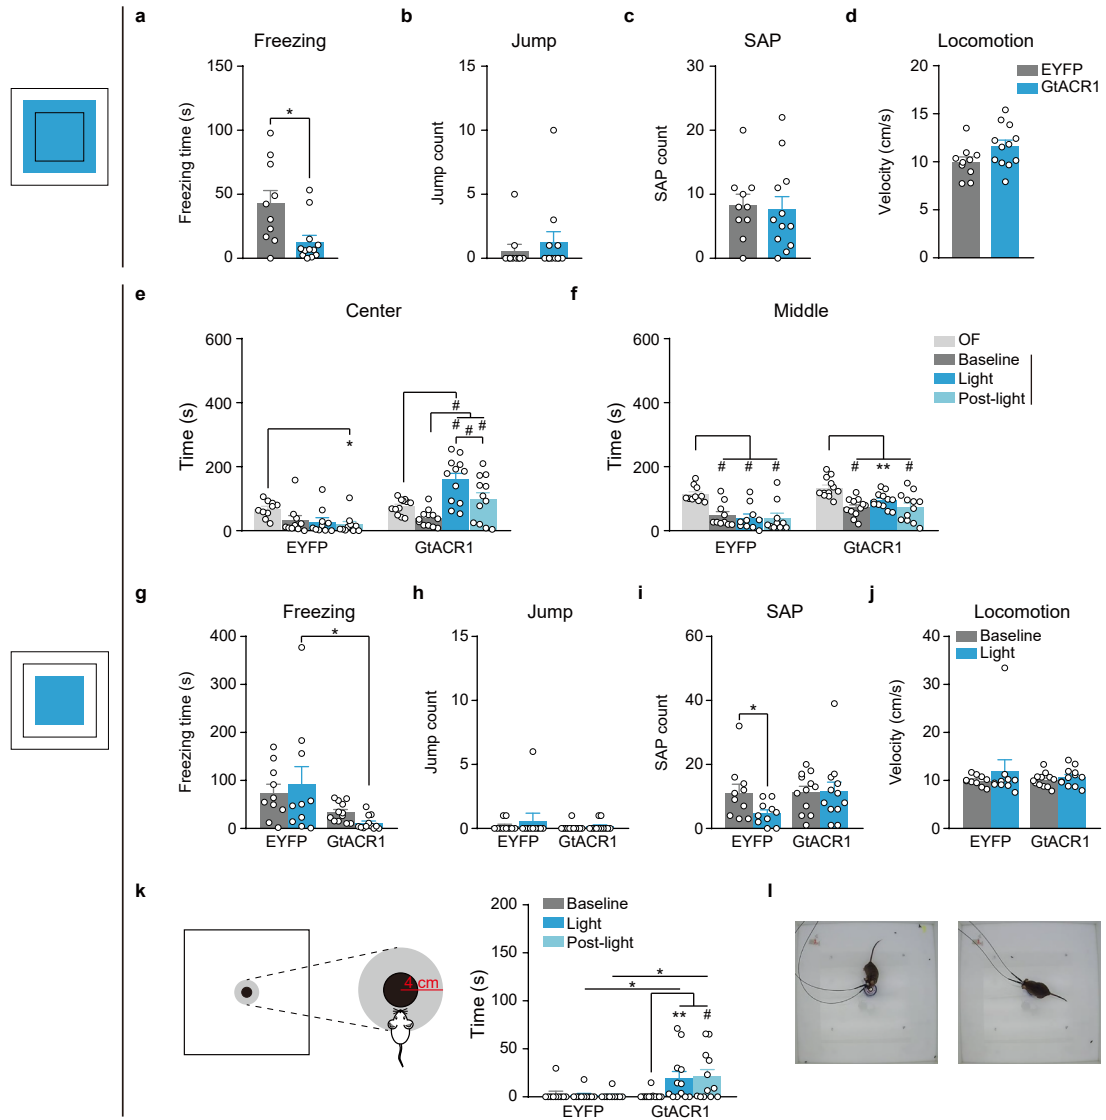 a
Freezing
Freezing time (s)
150
100
50
0
*
b
Jump
Jump count
15
10
5
0
c
SAP
SAP count
30
20
10
0
d
Locomotion
Velocity (cm/s)
20
15
10
5
0
EYFP
GtACR1
e
Center
Time (s)
600
400
200
0
*
#
# #
#
EYFP
GtACR1
f
Middle
Time (s)
600
400
200
0
# # #
# ** #
EYFP
GtACR1
OF
Baseline
Light
Post-light
g
Freezing
Freezing time (s)
400
300
200
100
0
*
EYFP
GtACR1
h
Jump
Jump count
15
10
5
0
EYFP
GtACR1
i
SAP
SAP count
60
40
20
0
*
EYFP
GtACR1
j
Locomotion
Velocity (cm/s)
40
30
20
10
0
Baseline
Light
EYFP
GtACR1
k
4 cm
Time (s)
200
150
100
50
0
Baseline
Light
Post-light
*
*
** #
EYFP
GtACR1
l